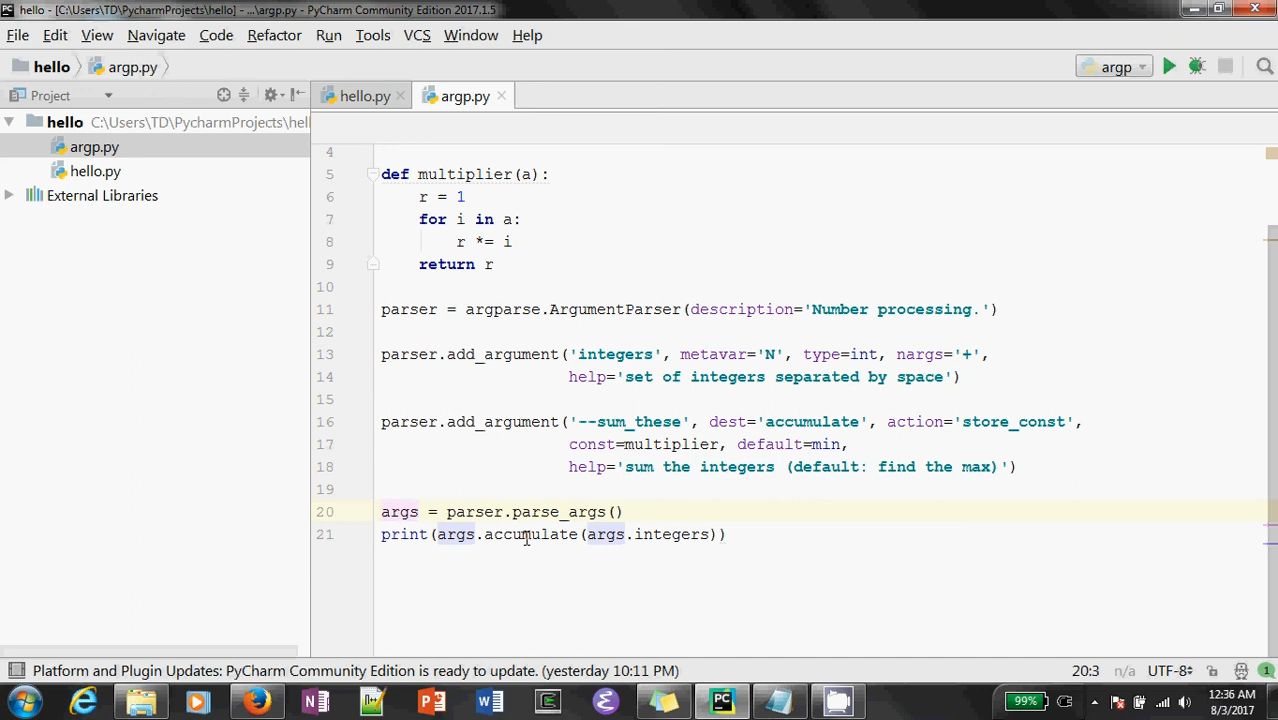 hello - [C:\Users\TD\PycharmProjects\hello] - ...\argp.py - PyCharm Community Edition 2017.1.5
File Edit View Navigate Code Refactor Run Tools VCS Window Help
hello argp.py argp
Project hello.py argp.py
hello C:\Users\TD\PycharmProjects\hell
argp.py
hello.py
External Libraries
4
5 def multiplier(a):
6 r = 1
7 for i in a:
8 r *= i
9 return r
10
11 parser = argparse.ArgumentParser(description='Number processing.')
12
13 parser.add_argument('integers', metavar='N', type=int, nargs='+',
14 help='set of integers separated by space')
15
16 parser.add_argument('--sum_these', dest='accumulate', action='store_const',
17 const=multiplier, default=min,
18 help='sum the integers (default: find the max)')
19
20 args = parser.parse_args()
21 print(args.accumulate(args.integers))
Platform and Plugin Updates: PyCharm Community Edition is ready to update. (yesterday 10:11 PM) 20:3 n/a UTF-8 1
99% 12:36 AM
8/3/2017